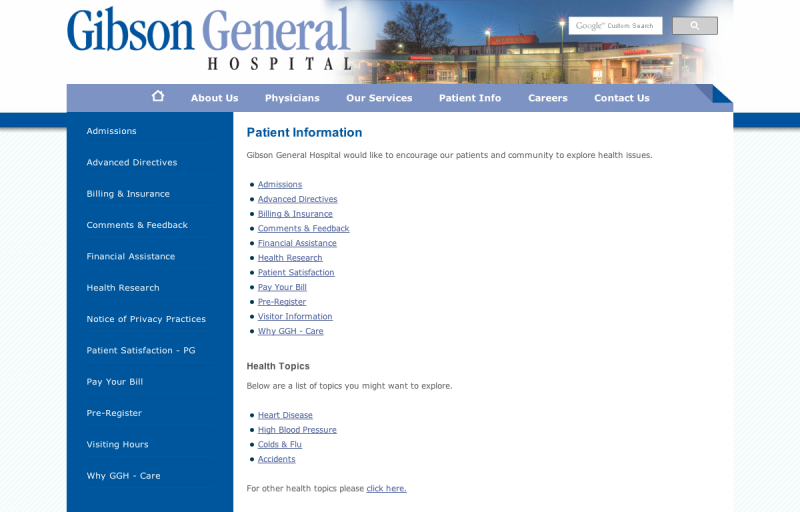 Gibson General
HOSPITAL
Google™ Custom Search
About Us Physicians Our Services Patient Info Careers Contact Us
Admissions
Advanced Directives
Billing & Insurance
Comments & Feedback
Financial Assistance
Health Research
Notice of Privacy Practices
Patient Satisfaction - PG
Pay Your Bill
Pre-Register
Visiting Hours
Why GGH - Care
Patient Information
Gibson General Hospital would like to encourage our patients and community to explore health issues.
Admissions
Advanced Directives
Billing & Insurance
Comments & Feedback
Financial Assistance
Health Research
Patient Satisfaction
Pay Your Bill
Pre-Register
Visitor Information
Why GGH - Care
Health Topics
Below are a list of topics you might want to explore.
Heart Disease
High Blood Pressure
Colds & Flu
Accidents
For other health topics please click here.